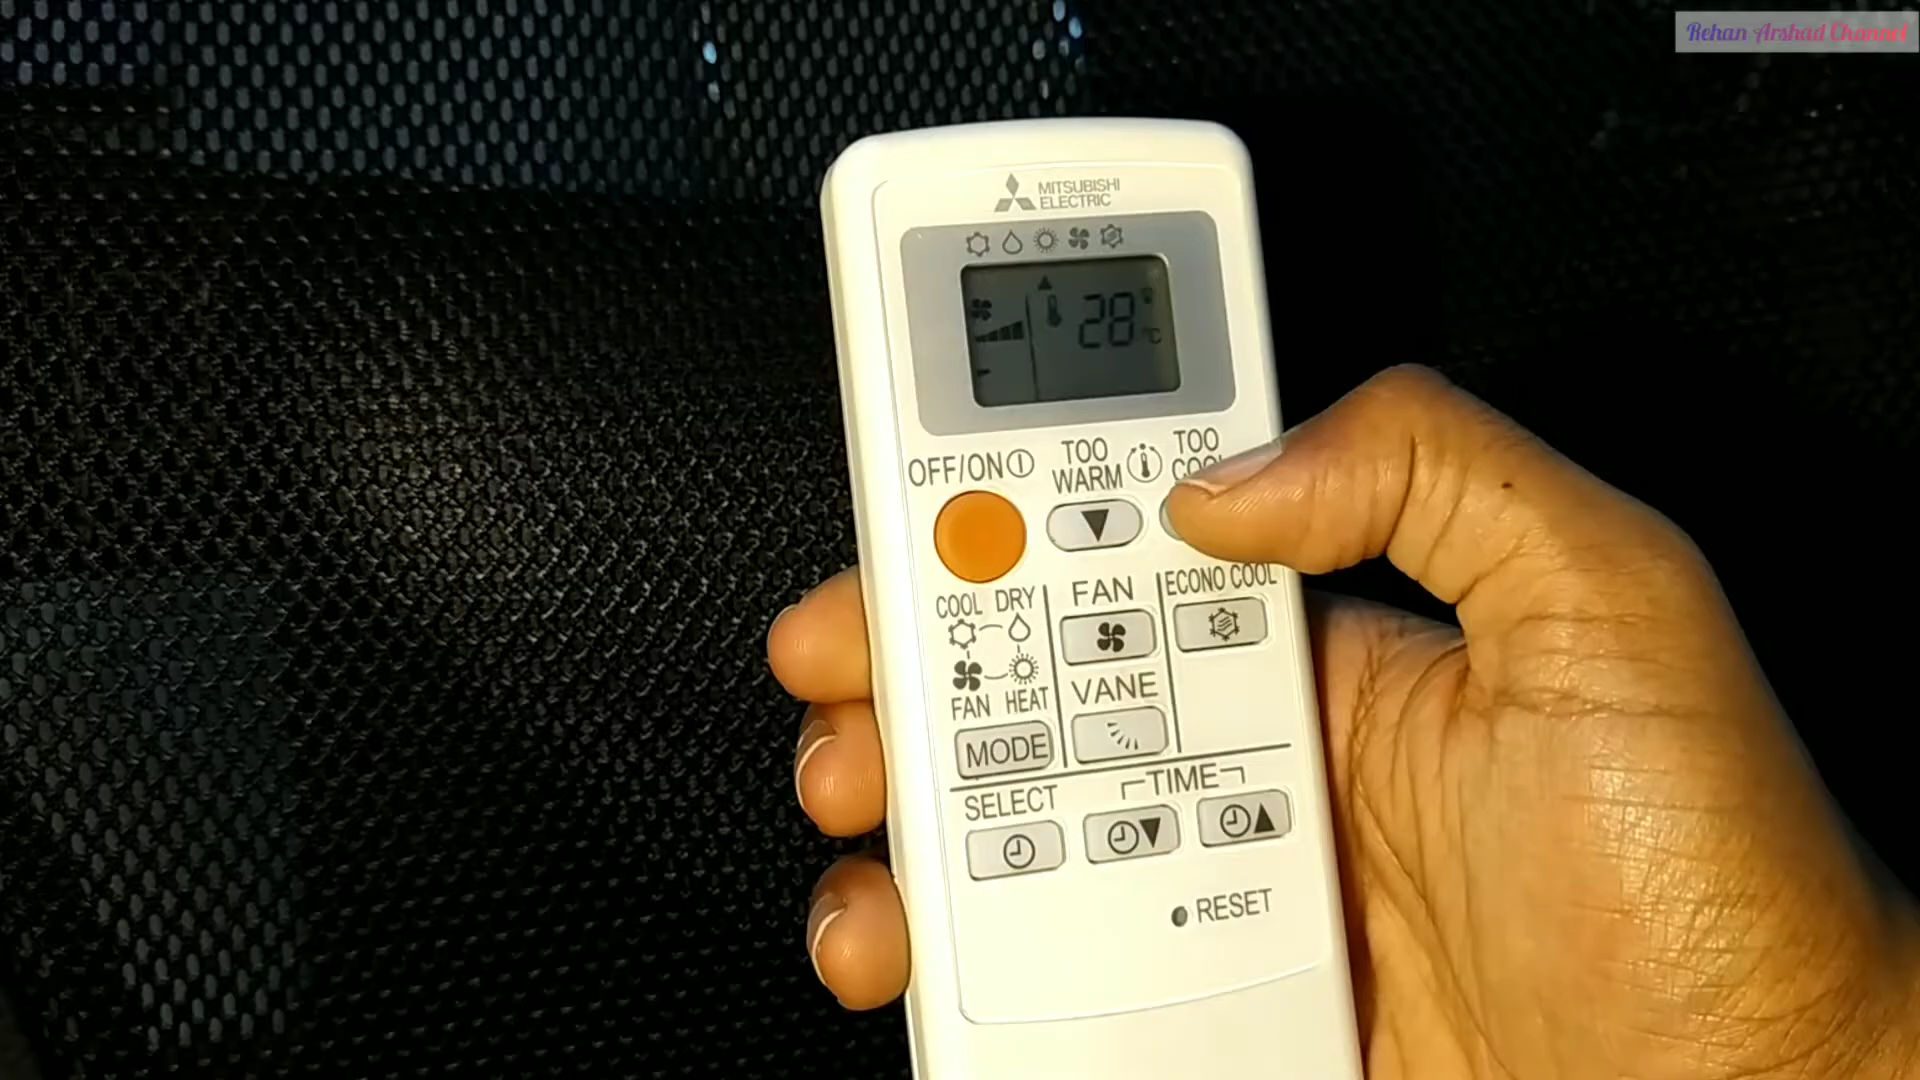 Rehan Arshad Channel
MITSUBISHI
ELECTRIC
28 °C
OFF/ON
TOO
WARM
TOO
COOL
COOL DRY
FAN
ECONO COOL
FAN HEAT
VANE
MODE
SELECT
TIME
RESET